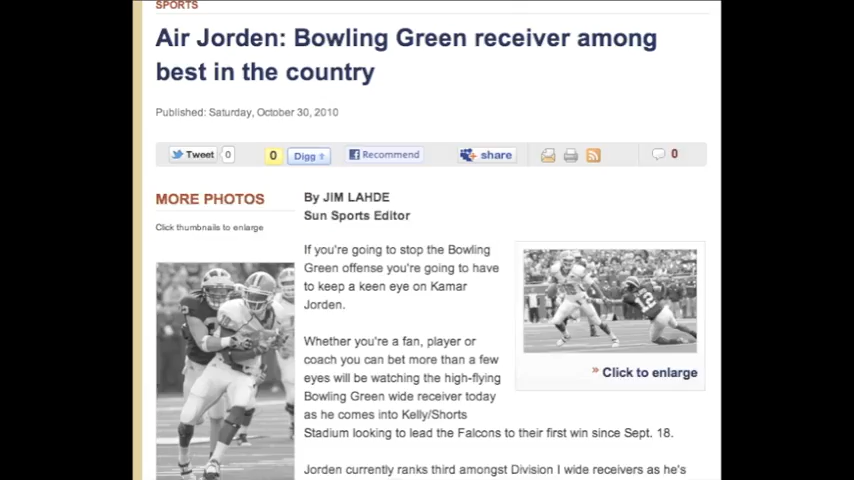 SPORTS
Air Jorden: Bowling Green receiver among
best in the country
Published: Saturday, October 30, 2010
Tweet 0
0 Digg
Recommend
share
0
MORE PHOTOS
Click thumbnails to enlarge
By JIM LAHDE
Sun Sports Editor
If you're going to stop the Bowling
Green offense you're going to have
to keep a keen eye on Kamar
Jorden.
12
» Click to enlarge
Whether you're a fan, player or
coach you can bet more than a few
eyes will be watching the high-flying
Bowling Green wide receiver today
as he comes into Kelly/Shorts
Stadium looking to lead the Falcons to their first win since Sept. 18.
Jorden currently ranks third amongst Division I wide receivers as he's